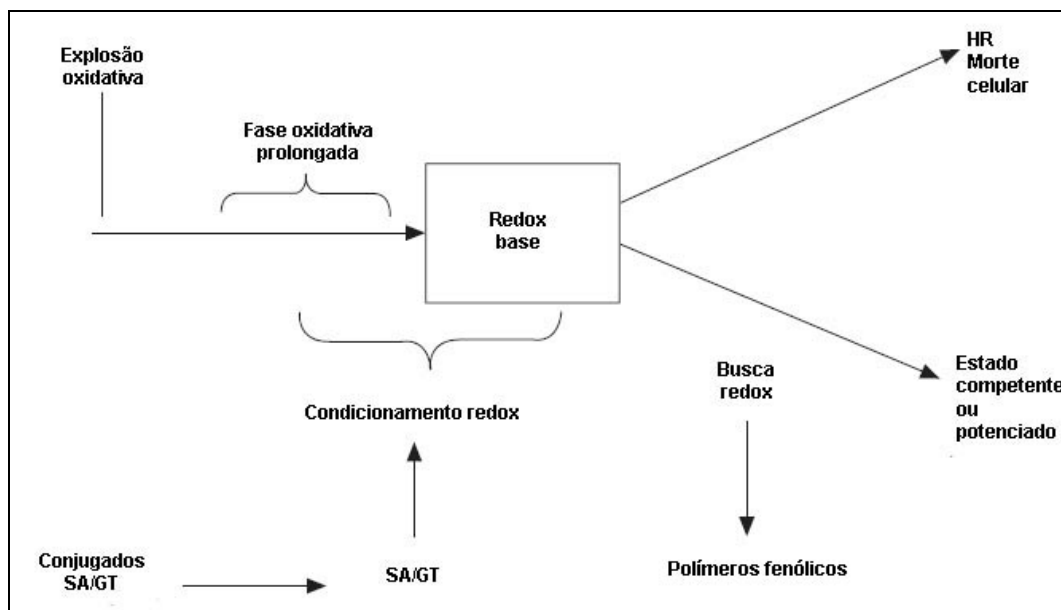 Explosão
oxidativa
HR
Morte
celular
Fase oxidativa
prolongada
Redox
base
Estado
competente
ou
potenciado
Busca
redox
Condicionamento redox
Conjugados
SA/GT
SA/GT
Polímeros fenólicos